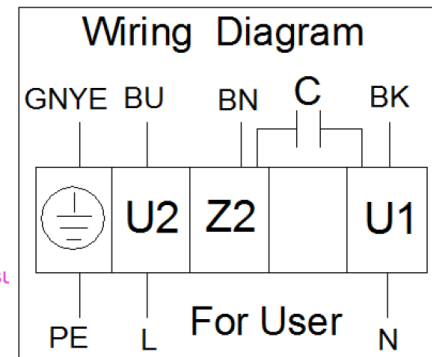 Wiring Diagram
GNYE BU BN C BK
U2 Z2 U1
PE L For User N